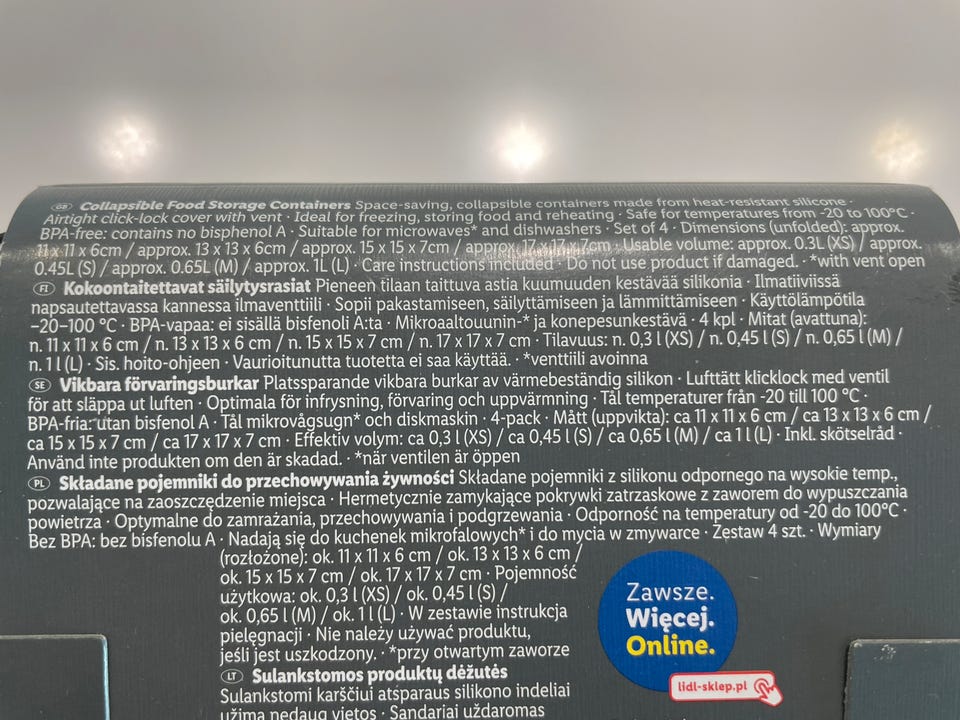 GB Collapsible Food Storage Containers Space-saving, collapsible containers made from heat-resistant silicone ·
Airtight click-lock cover with vent · Ideal for freezing, storing food and reheating · Safe for temperatures from -20 to 100°C ·
BPA-free: contains no bisphenol A · Suitable for microwaves* and dishwashers · Set of 4 · Dimensions (unfolded): approx.
11 x 11 x 6cm / approx. 13 x 13 x 6cm / approx. 15 x 15 x 7cm / approx. 17 x 17 x 7cm · Usable volume: approx. 0.3L (XS) / approx.
0.45L (S) / approx. 0.65L (M) / approx. 1L (L) · Care instructions included · Do not use product if damaged. · *with vent open
FI Kokoontaitettavat säilytysrasiat Pieneen tilaan taittuva astia kuumuuden kestävää silikonia · Ilmatiiviissä
napsautettavassa kannessa ilmaventtiili · Sopii pakastamiseen, säilyttämiseen ja lämmittämiseen · Käyttölämpötila
−20–100 °C · BPA-vapaa: ei sisällä bisfenoli A:ta · Mikroaaltouunin-* ja konepesunkestävä · 4 kpl · Mitat (avattuna):
n. 11 x 11 x 6 cm / n. 13 x 13 x 6 cm / n. 15 x 15 x 7 cm / n. 17 x 17 x 7 cm · Tilavuus: n. 0,3 l (XS) / n. 0,45 l (S) / n. 0,65 l (M) /
n. 1 l (L) · Sis. hoito-ohjeen · Vaurioitunutta tuotetta ei saa käyttää. · *venttiili avoinna
SE Vikbara förvaringsburkar Platssparande vikbara burkar av värmebeständig silikon · Lufttätt klicklock med ventil
för att släppa ut luften · Optimala för infrysning, förvaring och uppvärmning · Tål temperaturer från -20 till 100 °C ·
BPA-fria: utan bisfenol A · Tål mikrovågsugn* och diskmaskin · 4-pack · Mått (uppvikta): ca 11 x 11 x 6 cm / ca 13 x 13 x 6 cm /
ca 15 x 15 x 7 cm / ca 17 x 17 x 7 cm · Effektiv volym: ca 0,3 l (XS) / ca 0,45 l (S) / ca 0,65 l (M) / ca 1 l (L) · Inkl. skötselråd ·
Använd inte produkten om den är skadad. · *när ventilen är öppen
PL Składane pojemniki do przechowywania żywności Składane pojemniki z silikonu odpornego na wysokie temp.,
pozwalające na zaoszczędzenie miejsca · Hermetycznie zamykające pokrywki zatrzaskowe z zaworem do wypuszczania
powietrza · Optymalne do zamrażania, przechowywania i podgrzewania · Odporność na temperatury od -20 do 100°C ·
Bez BPA: bez bisfenolu A · Nadają się do kuchenek mikrofalowych* i do mycia w zmywarce · Zestaw 4 szt. · Wymiary
(rozłożone): ok. 11 x 11 x 6 cm / ok. 13 x 13 x 6 cm /
ok. 15 x 15 x 7 cm / ok. 17 x 17 x 7 cm · Pojemność
użytkowa: ok. 0,3 l (XS) / ok. 0,45 l (S) /
ok. 0,65 l (M) / ok. 1 l (L) · W zestawie instrukcja
pielęgnacji · Nie należy używać produktu,
jeśli jest uszkodzony. · *przy otwartym zaworze
LT Sulankstomos produktų dėžutės
Sulankstomi karščiui atsparaus silikono indeliai
užima nedaug vietos · Sandariai uždaromas
Zawsze.
Więcej.
Online.
lidl-sklep.pl